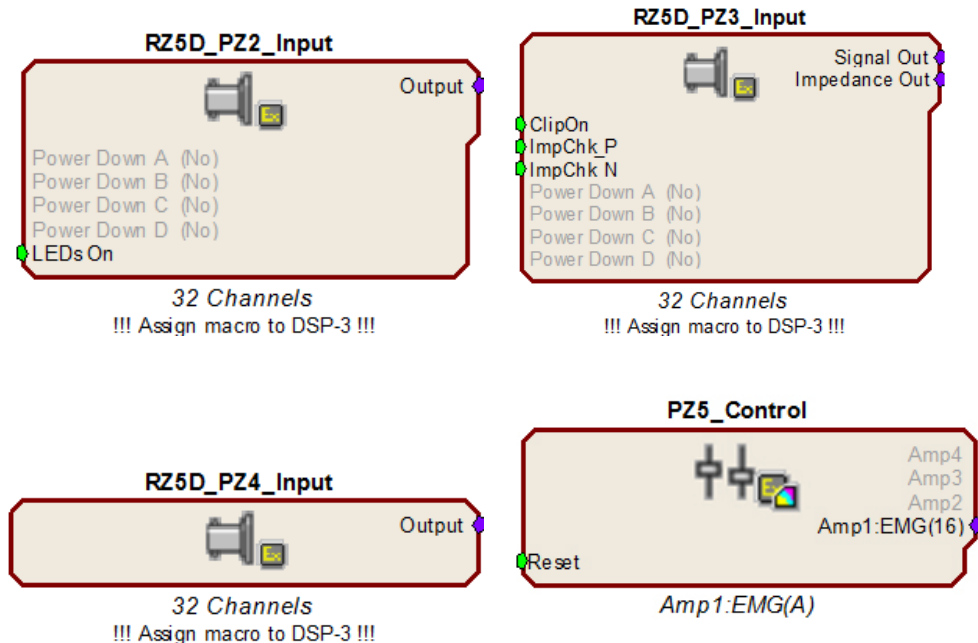 RZ5D_PZ2_Input
Output
Power Down A (No)
Power Down B (No)
Power Down C (No)
Power Down D (No)
LEDs On
32 Channels
!!! Assign macro to DSP-3 !!!
RZ5D_PZ3_Input
Signal Out
Impedance Out
ClipOn
ImpChk_P
ImpChk N
Power Down A (No)
Power Down B (No)
Power Down C (No)
Power Down D (No)
32 Channels
!!! Assign macro to DSP-3 !!!
RZ5D_PZ4_Input
Output
32 Channels
!!! Assign macro to DSP-3 !!!
PZ5_Control
Amp4
Amp3
Amp2
Amp1:EMG(16)
Reset
Amp1:EMG(A)